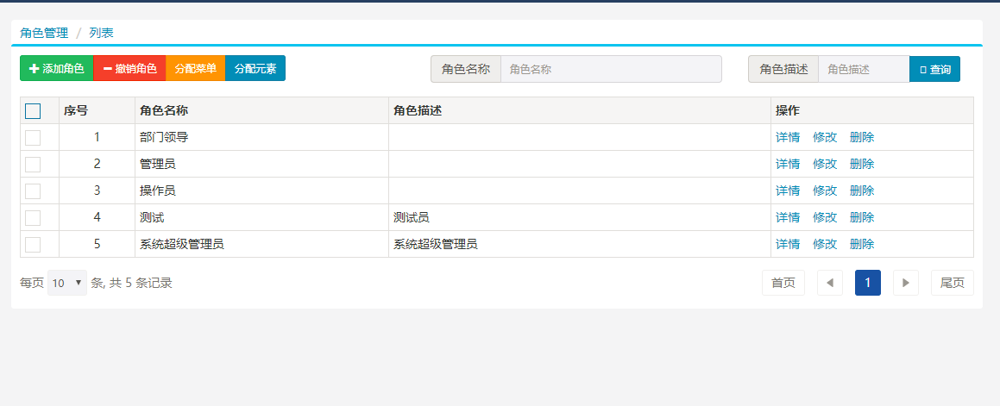 角色管理 / 列表
添加角色 撤销角色 分配菜单 分配元素 角色名称 角色名称 角色描述 角色描述 查询
序号 角色名称 角色描述 操作
1 部门领导 详情 修改 删除
2 管理员 详情 修改 删除
3 操作员 详情 修改 删除
4 测试 测试员 详情 修改 删除
5 系统超级管理员 系统超级管理员 详情 修改 删除
每页 10 条, 共 5 条记录 首页 1 尾页